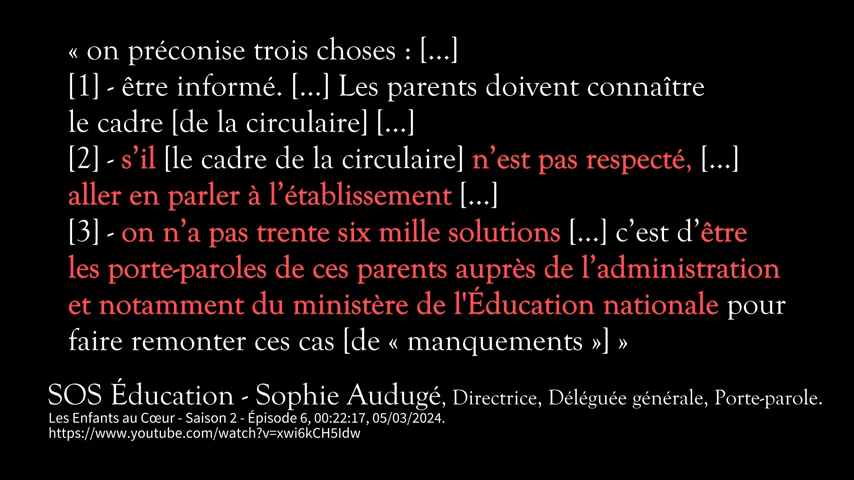 « on préconise trois choses : [...]
[1] - être informé. [...] Les parents doivent connaître
le cadre [de la circulaire] [...]
[2] - s’il [le cadre de la circulaire] n’est pas respecté, [...]
aller en parler à l’établissement [...]
[3] - on n’a pas trente six mille solutions [...] c’est d’être
les porte-paroles de ces parents auprès de l’administration
et notamment du ministère de l'Éducation nationale pour
faire remonter ces cas [de « manquements »] »
SOS Éducation - Sophie Audugé, Directrice, Déléguée générale, Porte-parole.
Les Enfants au Cœur - Saison 2 - Épisode 6, 00:22:17, 05/03/2024.
https://www.youtube.com/watch?v=xwi6kCH5Idw